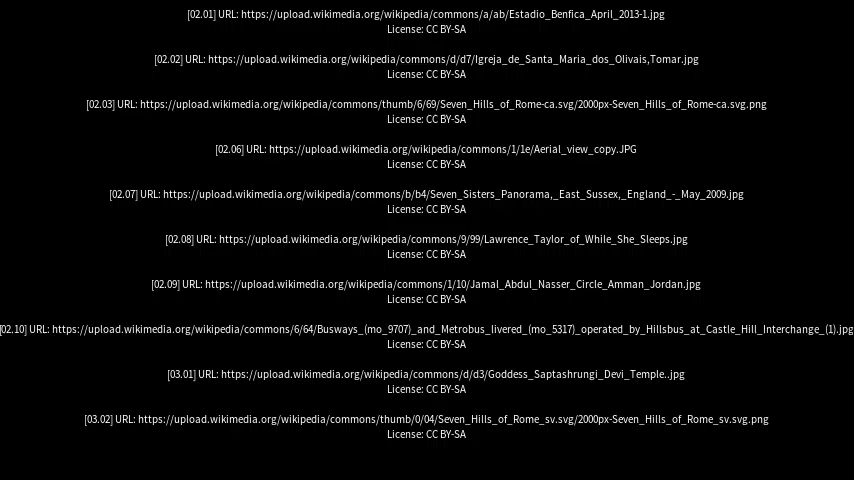 [02.01] URL: https://upload.wikimedia.org/wikipedia/commons/a/ab/Estadio_Benfica_April_2013-1.jpg
License: CC BY-SA
[02.02] URL: https://upload.wikimedia.org/wikipedia/commons/d/d7/Igreja_de_Santa_Maria_dos_Olivais,Tomar.jpg
License: CC BY-SA
[02.03] URL: https://upload.wikimedia.org/wikipedia/commons/thumb/6/69/Seven_Hills_of_Rome-ca.svg/2000px-Seven_Hills_of_Rome-ca.svg.png
License: CC BY-SA
[02.06] URL: https://upload.wikimedia.org/wikipedia/commons/1/1e/Aerial_view_copy.JPG
License: CC BY-SA
[02.07] URL: https://upload.wikimedia.org/wikipedia/commons/b/b4/Seven_Sisters_Panorama,_East_Sussex,_England_-_May_2009.jpg
License: CC BY-SA
[02.08] URL: https://upload.wikimedia.org/wikipedia/commons/9/99/Lawrence_Taylor_of_While_She_Sleeps.jpg
License: CC BY-SA
[02.09] URL: https://upload.wikimedia.org/wikipedia/commons/1/10/Jamal_Abdul_Nasser_Circle_Amman_Jordan.jpg
License: CC BY-SA
[02.10] URL: https://upload.wikimedia.org/wikipedia/commons/6/64/Busways_(mo_9707)_and_Metrobus_livered_(mo_5317)_operated_by_Hillsbus_at_Castle_Hill_Interchange_(1).jpg
License: CC BY-SA
[03.01] URL: https://upload.wikimedia.org/wikipedia/commons/d/d3/Goddess_Saptashrungi_Devi_Temple..jpg
License: CC BY-SA
[03.02] URL: https://upload.wikimedia.org/wikipedia/commons/thumb/0/04/Seven_Hills_of_Rome_sv.svg/2000px-Seven_Hills_of_Rome_sv.svg.png
License: CC BY-SA